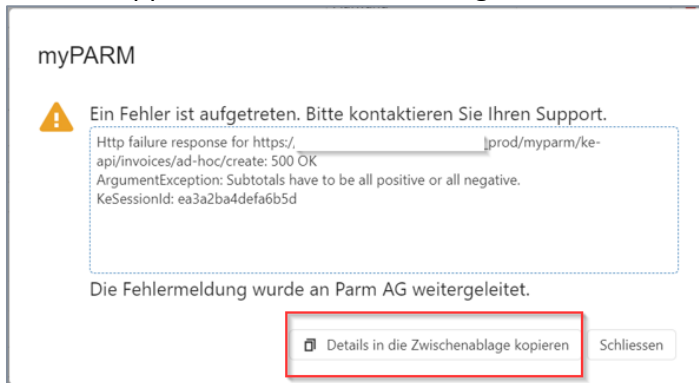 myPARM
Ein Fehler ist aufgetreten. Bitte kontaktieren Sie Ihren Support.
Http failure response for https:/, prod/myparm/ke-
api/invoices/ad-hoc/create: 500 OK
ArgumentException: Subtotals have to be all positive or all negative.
KeSessionId: ea3a2ba4defa6b5d
Die Fehlermeldung wurde an Parm AG weitergeleitet.
Details in die Zwischenablage kopieren Schliessen